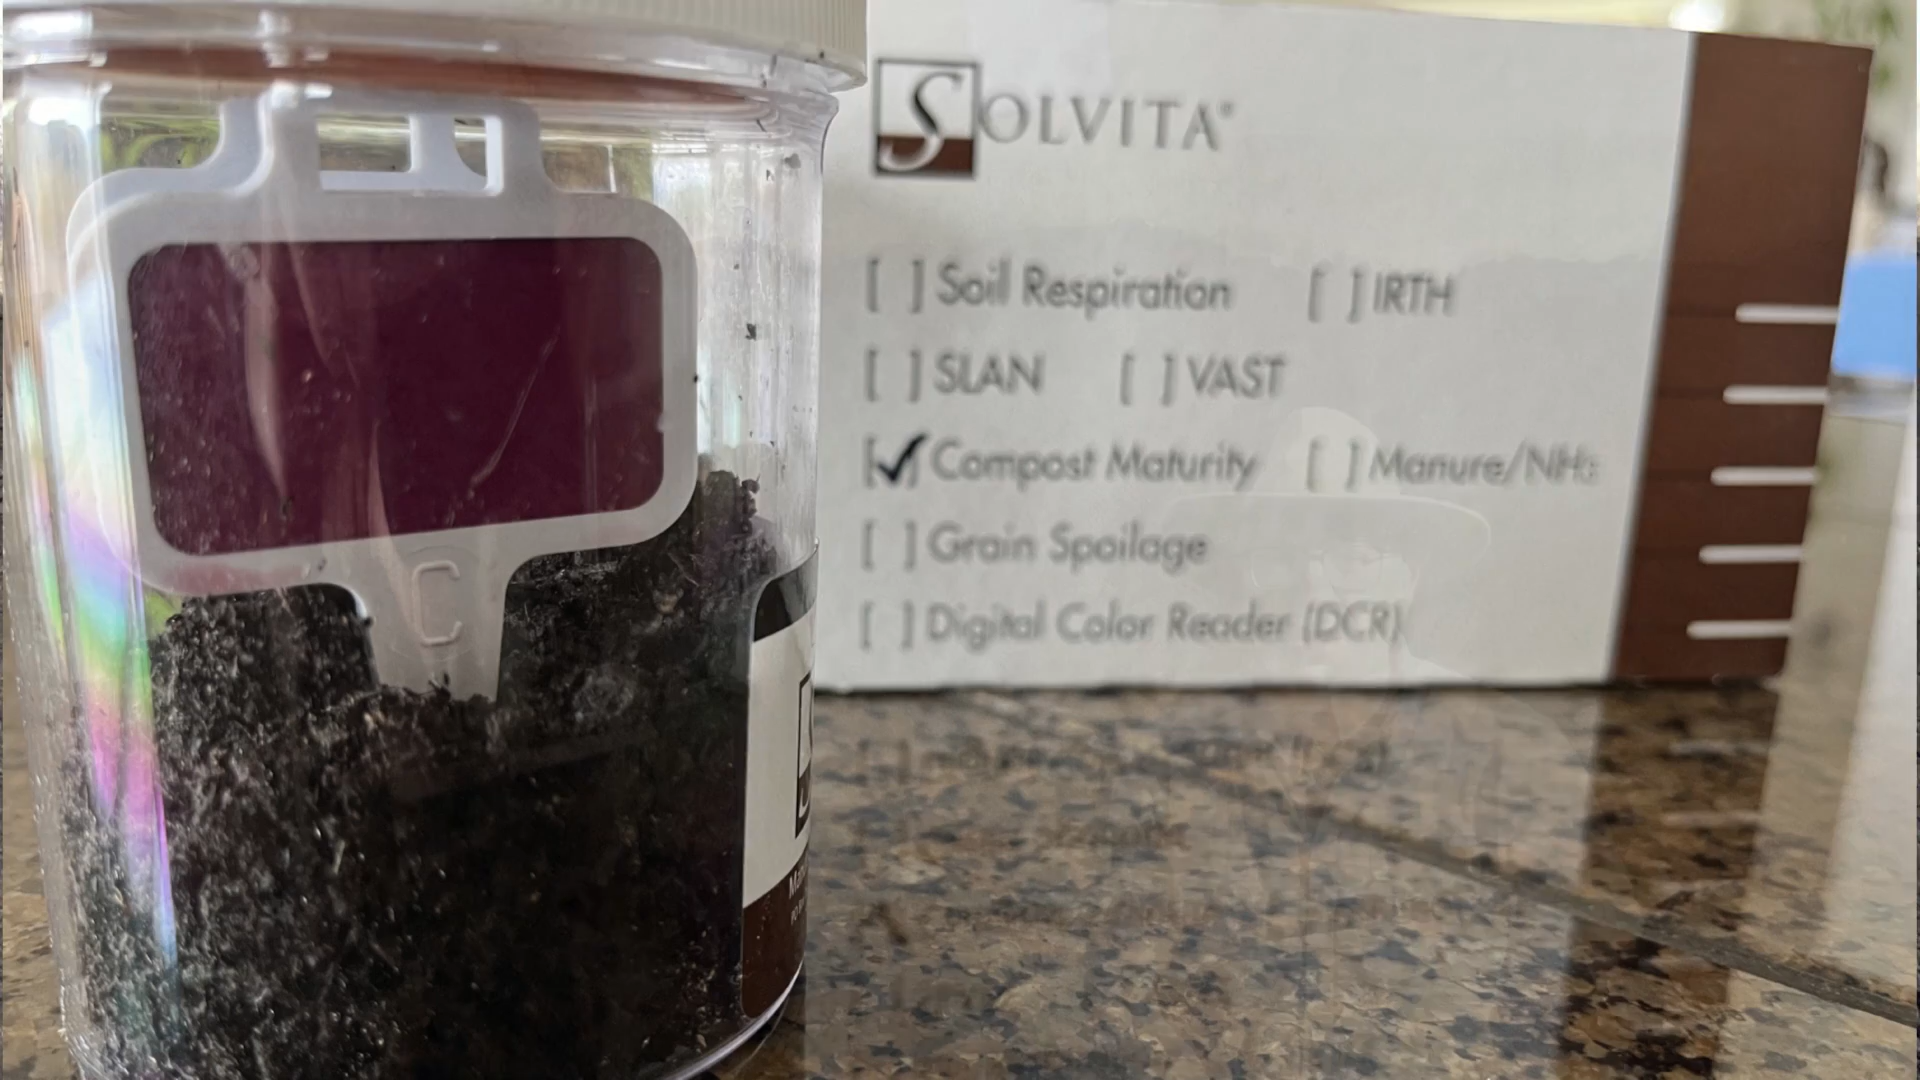 SOLVITA®
[ ] Soil Respiration [ ] IRTH
[ ] SLAN [ ] VAST
[✓] Compost Maturity [ ] Manure/NH₃
[ ] Grain Spoilage
[ ] Digital Color Reader (DCR)
C